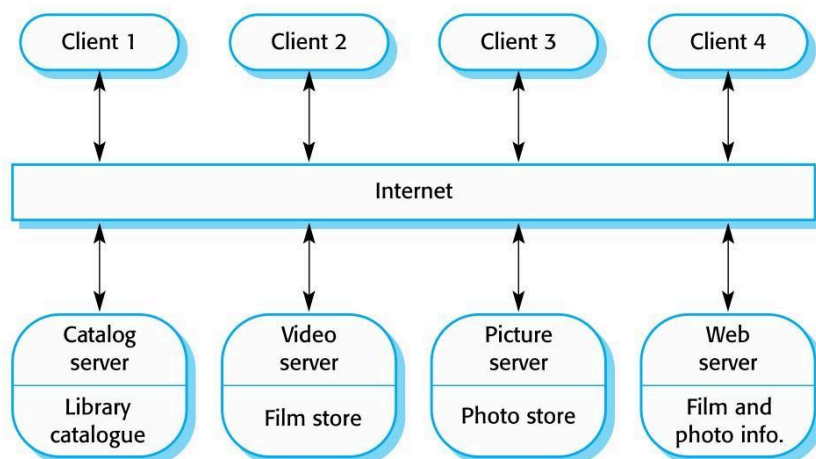 Client 1
Client 2
Client 3
Client 4
Internet
Catalog
server
Library
catalogue
Video
server
Film store
Picture
server
Photo store
Web
server
Film and
photo info.